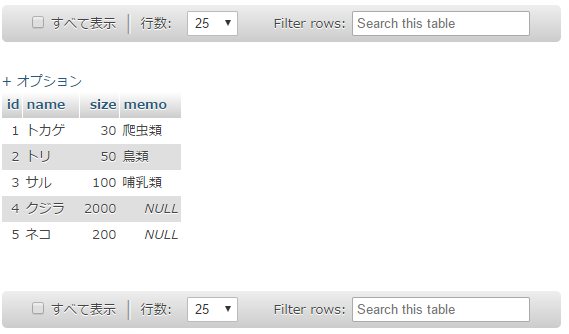 すべて表示 行数: 25 Filter rows: Search this table
+ オプション
id name size memo
1 トカゲ 30 爬虫類
2 トリ 50 鳥類
3 サル 100 哺乳類
4 クジラ 2000 NULL
5 ネコ 200 NULL
すべて表示 行数: 25 Filter rows: Search this table